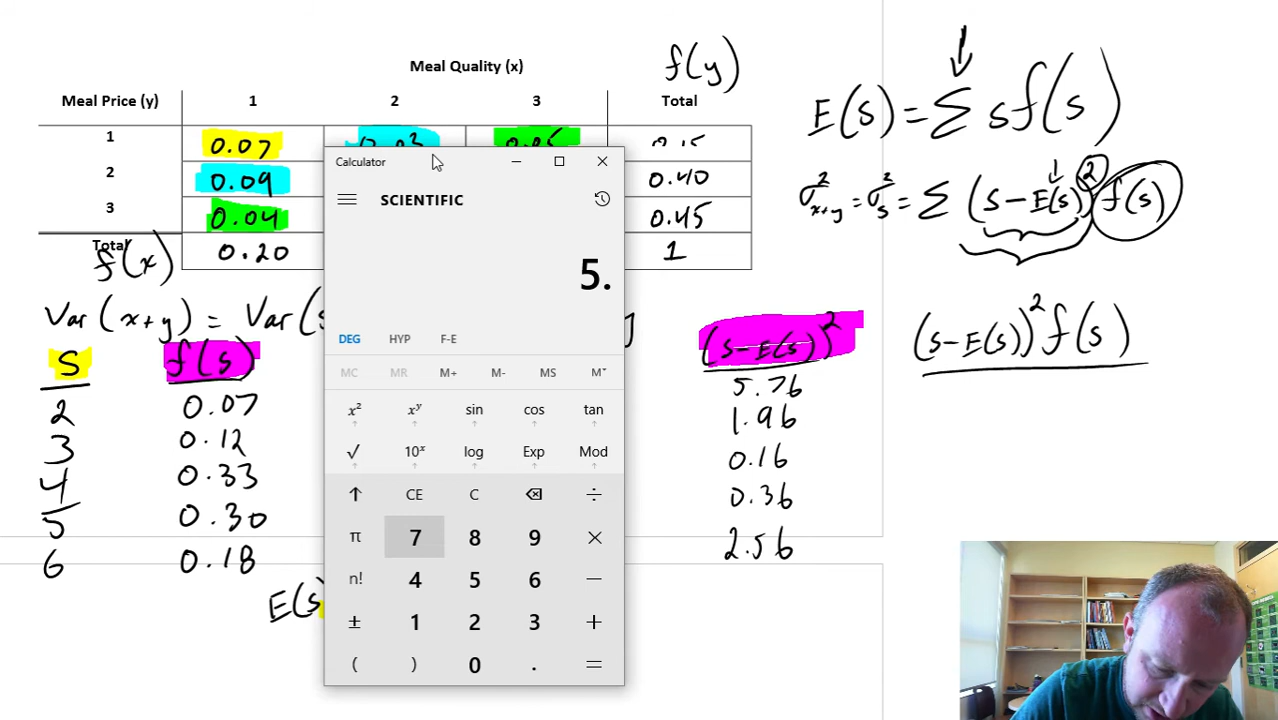 Meal Quality (x)
f(y)
Meal Price (y) 1 2 3 Total
1 0.07 0.15
2 0.09 0.40
3 0.04 0.45
Total 0.20 1
f(x)
Var(x+y) = Var(
S f(s) (s-E(s))²
2 0.07 5.76
3 0.12 1.96
4 0.33 0.16
5 0.30 0.36
6 0.18 2.56
E(s)
E(s) = Σ s f(s)
σ²x+y = σ²s = Σ (s-E(s))² f(s)
(s-E(s))² f(s)
Calculator
SCIENTIFIC
5.
DEG HYP F-E
MC MR M+ M- MS M˅
x² xʸ sin cos tan
√ 10ˣ log Exp Mod
↑ CE C ⌫ ÷
π 7 8 9 ×
n! 4 5 6 −
± 1 2 3 +
( ) 0 . =